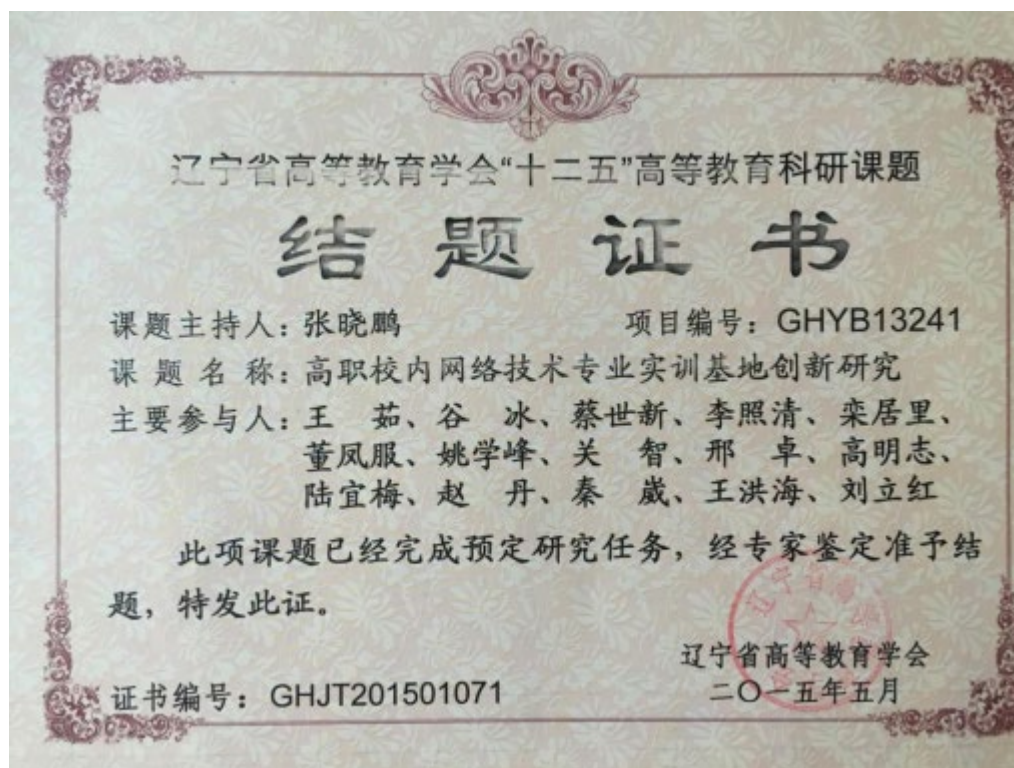 辽宁省高等教育学会“十二五”高等教育科研课题
结题证书
课题主持人：张晓鹏 项目编号：GHYB13241
课题名称：高职校内网络技术专业实训基地创新研究
主要参与人：王 茹、谷 冰、蔡世新、李照清、栾居里、
董凤服、姚学峰、关 智、邢 卓、高明志、
陆宜梅、赵 丹、秦 崴、王洪海、刘立红
此项课题已经完成预定研究任务，经专家鉴定准予结
题，特发此证。
辽宁省高等教育学会
证书编号：GHJT201501071 二〇一五年五月